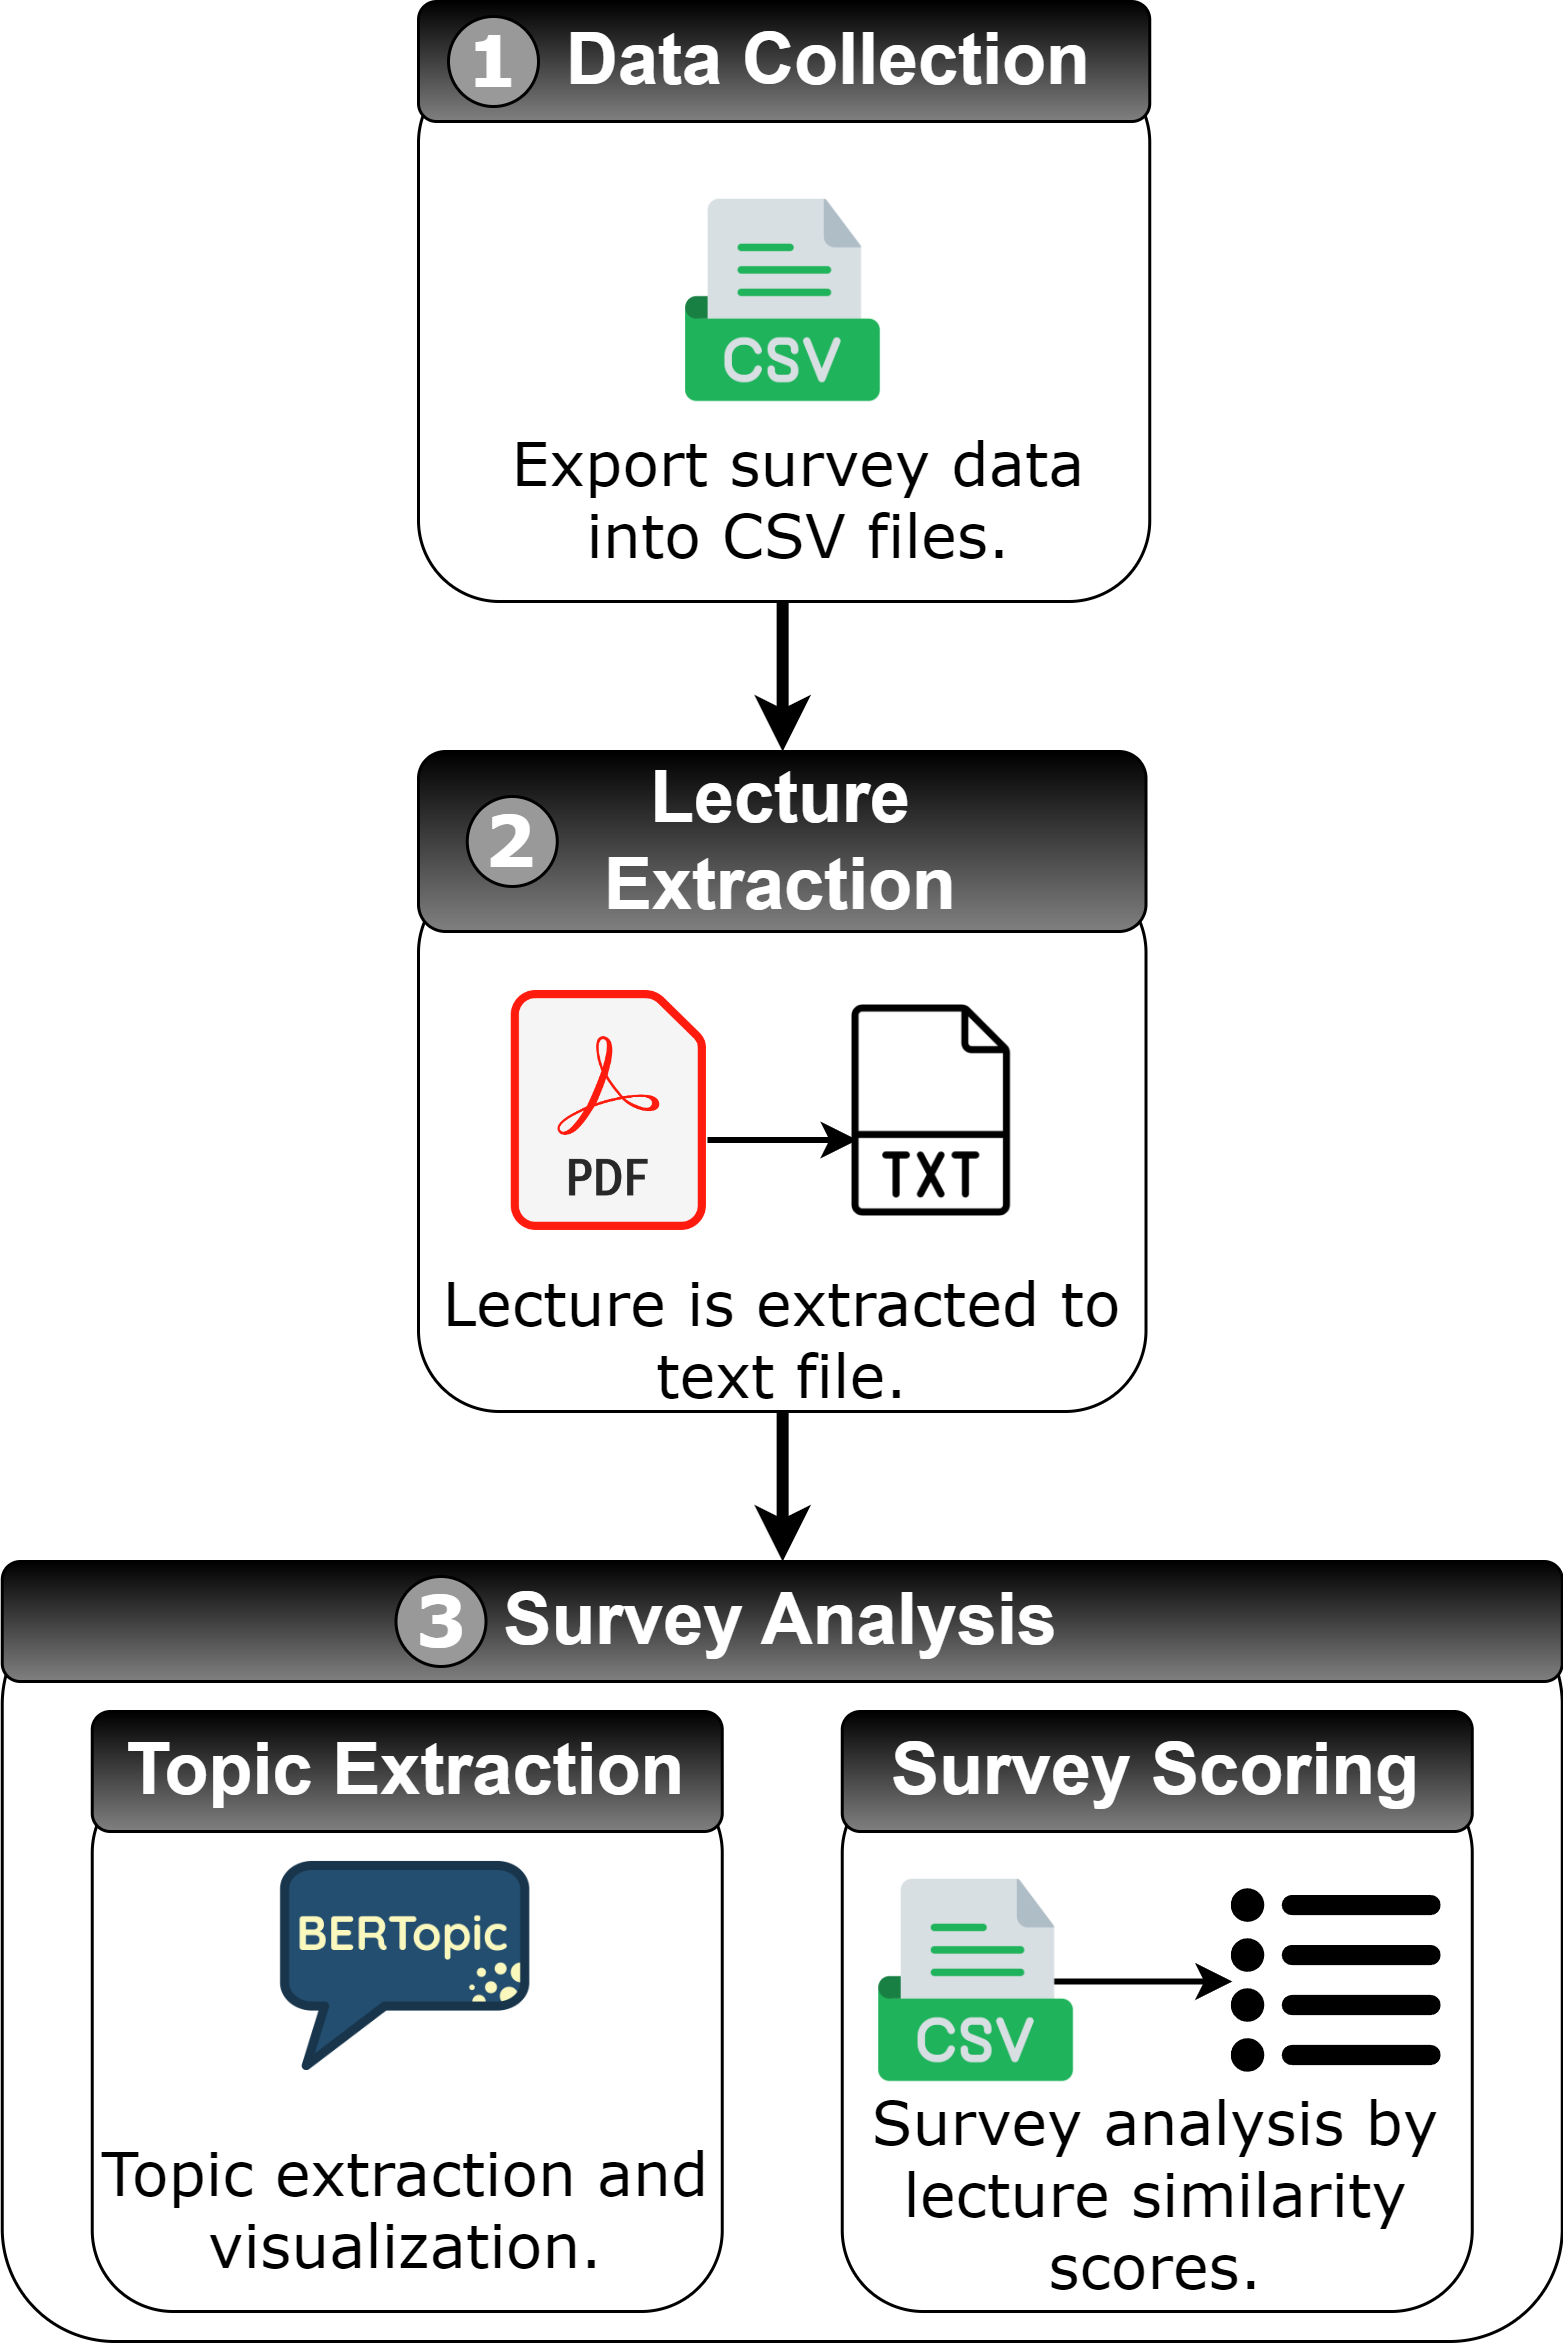 1 Data Collection
CSV
Export survey data
into CSV files.
2 Lecture
Extraction
PDF
TXT
Lecture is extracted to
text file.
3 Survey Analysis
Topic Extraction
BERTopic
Topic extraction and
visualization.
Survey Scoring
CSV
Survey analysis by
lecture similarity
scores.